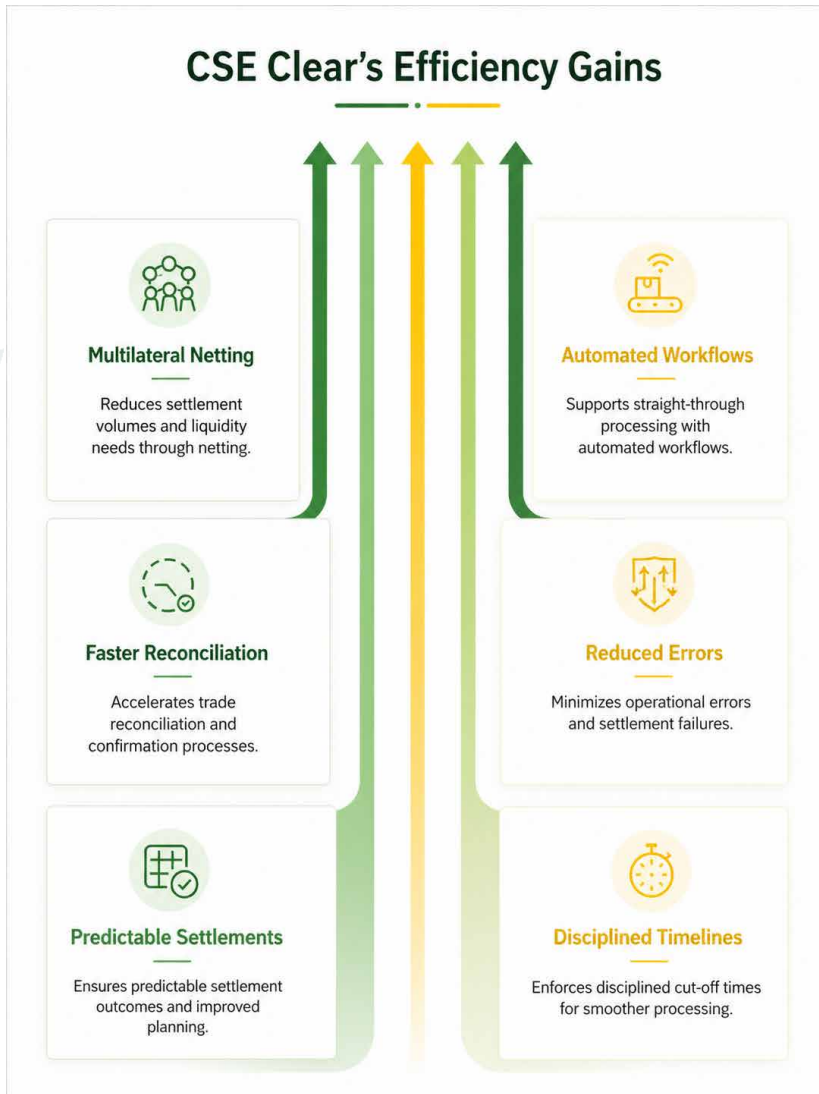 CSE Clear's Efficiency Gains
Multilateral Netting
Reduces settlement
volumes and liquidity
needs through netting.
Automated Workflows
Supports straight-through
processing with
automated workflows.
Faster Reconciliation
Accelerates trade
reconciliation and
confirmation processes.
Reduced Errors
Minimizes operational errors
and settlement failures.
Predictable Settlements
Ensures predictable settlement
outcomes and improved
planning.
Disciplined Timelines
Enforces disciplined cut-off times
for smoother processing.